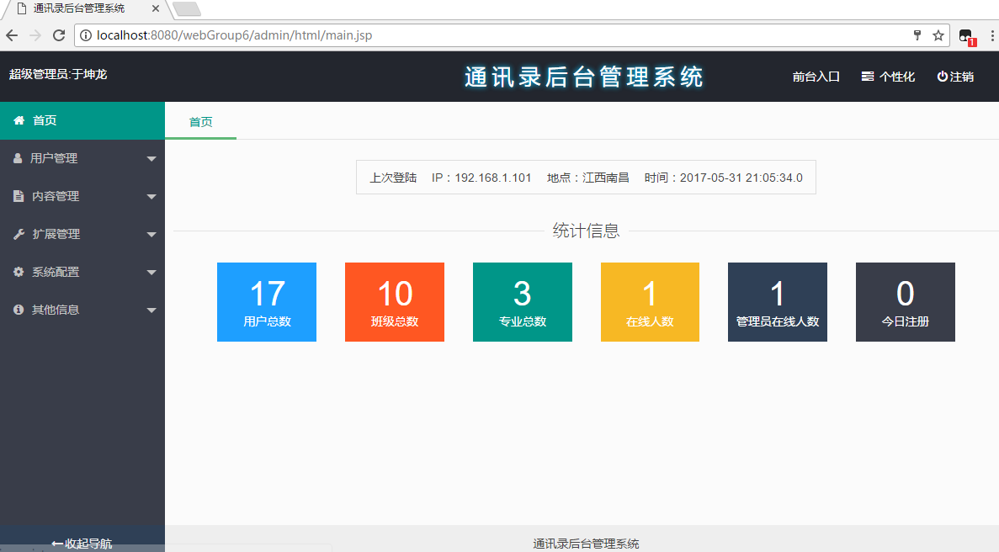 通讯录后台管理系统
localhost:8080/webGroup6/admin/html/main.jsp
1
超级管理员:于坤龙
通讯录后台管理系统
前台入口 个性化 注销
首页
用户管理
内容管理
扩展管理
系统配置
其他信息
←收起导航
首页
上次登陆 IP：192.168.1.101 地点：江西南昌 时间：2017-05-31 21:05:34.0
统计信息
17
用户总数
10
班级总数
3
专业总数
1
在线人数
1
管理员在线人数
0
今日注册
通讯录后台管理系统